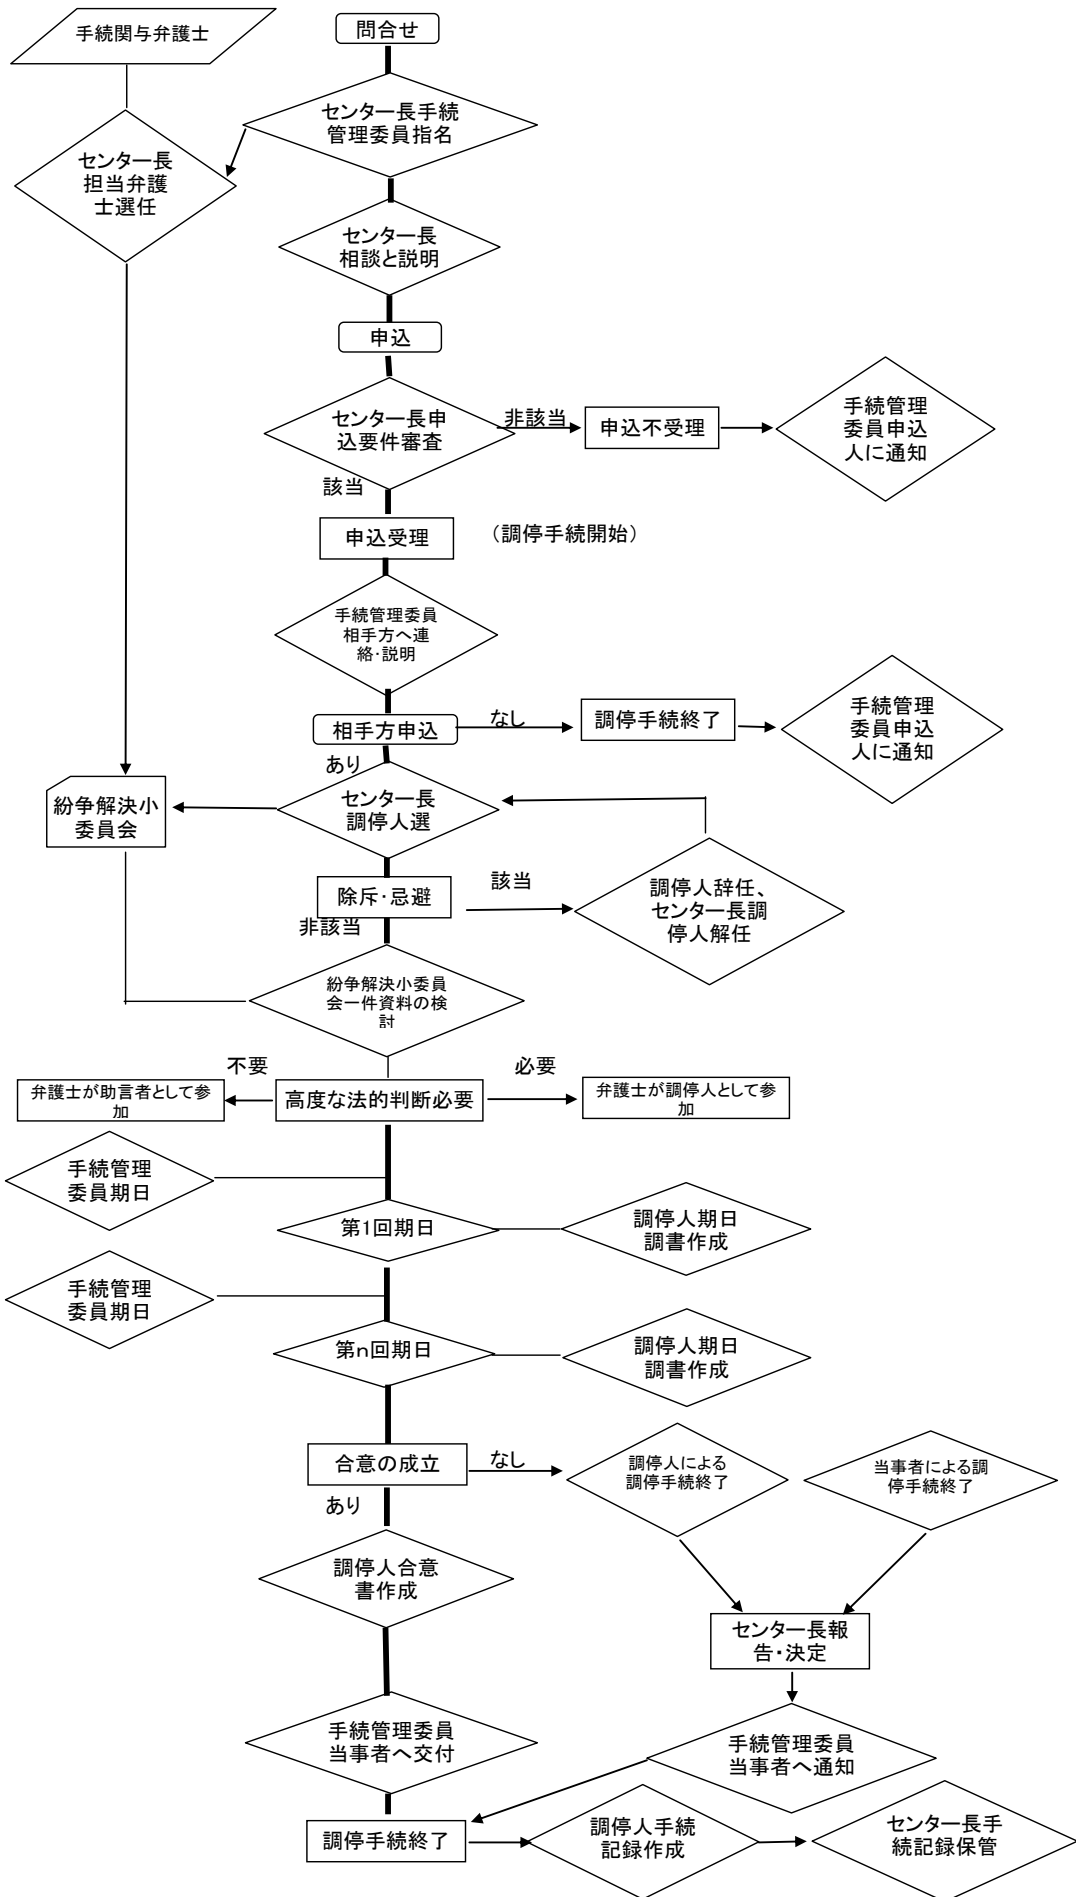 手続関与弁護士
問合せ
センター長手続
管理委員指名
センター長
担当弁護
士選任
センター長
相談と説明
申込
センター長申
込要件審査
非該当
申込不受理
手続管理
委員申込
人に通知
該当
申込受理
（調停手続開始）
手続管理委員
相手方へ連
絡・説明
相手方申込
なし
調停手続終了
手続管理
委員申込
人に通知
あり
センター長
調停人選
紛争解決小
委員会
除斥・忌避
該当
調停人辞任、
センター長調
停人解任
非該当
紛争解決小委員
会一件資料の検
討
不要
必要
弁護士が助言者として参
加
高度な法的判断必要
弁護士が調停人として参
加
手続管理
委員期日
第1回期日
調停人期日
調書作成
手続管理
委員期日
第ｎ回期日
調停人期日
調書作成
合意の成立
なし
調停人による
調停手続終了
当事者による調
停手続終了
あり
調停人合意
書作成
センター長報
告・決定
手続管理委員
当事者へ交付
手続管理委員
当事者へ通知
調停手続終了
調停人手続
記録作成
センター長手
続記録保管